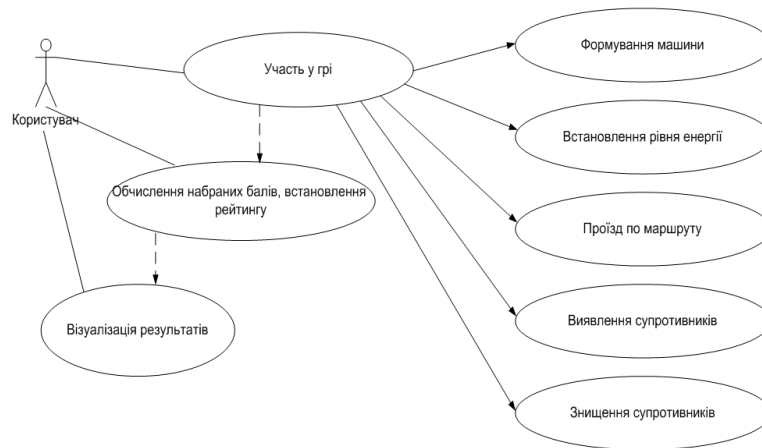 Формування машини
Участь у грі
Користувач
Встановлення рівня енергії
Обчислення набраних балів, встановлення
рейтингу
Проїзд по маршруту
Візуалізація результатів
Виявлення супротивників
Знищення супротивників